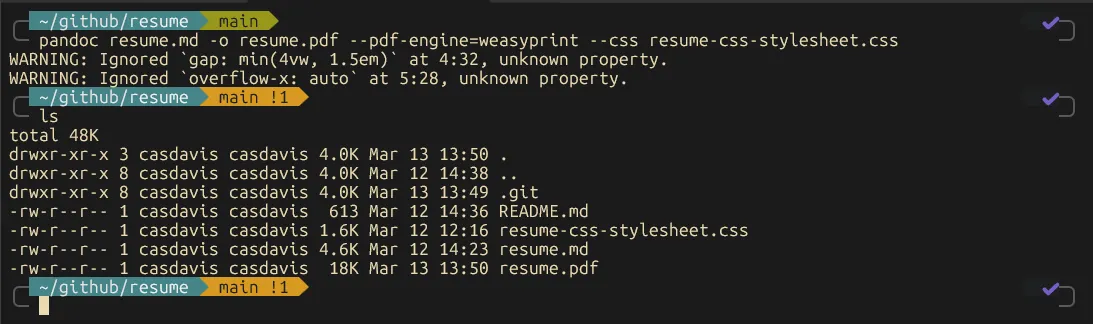 ~/github/resume main
pandoc resume.md -o resume.pdf --pdf-engine=weasyprint --css resume-css-stylesheet.css
WARNING: Ignored `gap: min(4vw, 1.5em)` at 4:32, unknown property.
WARNING: Ignored `overflow-x: auto` at 5:28, unknown property.
~/github/resume main !1
ls
total 48K
drwxr-xr-x 3 casdavis casdavis 4.0K Mar 13 13:50 .
drwxr-xr-x 8 casdavis casdavis 4.0K Mar 12 14:38 ..
drwxr-xr-x 8 casdavis casdavis 4.0K Mar 13 13:49 .git
-rw-r--r-- 1 casdavis casdavis  613 Mar 12 14:36 README.md
-rw-r--r-- 1 casdavis casdavis 1.6K Mar 12 12:16 resume-css-stylesheet.css
-rw-r--r-- 1 casdavis casdavis 4.6K Mar 12 14:23 resume.md
-rw-r--r-- 1 casdavis casdavis  18K Mar 13 13:50 resume.pdf
~/github/resume main !1